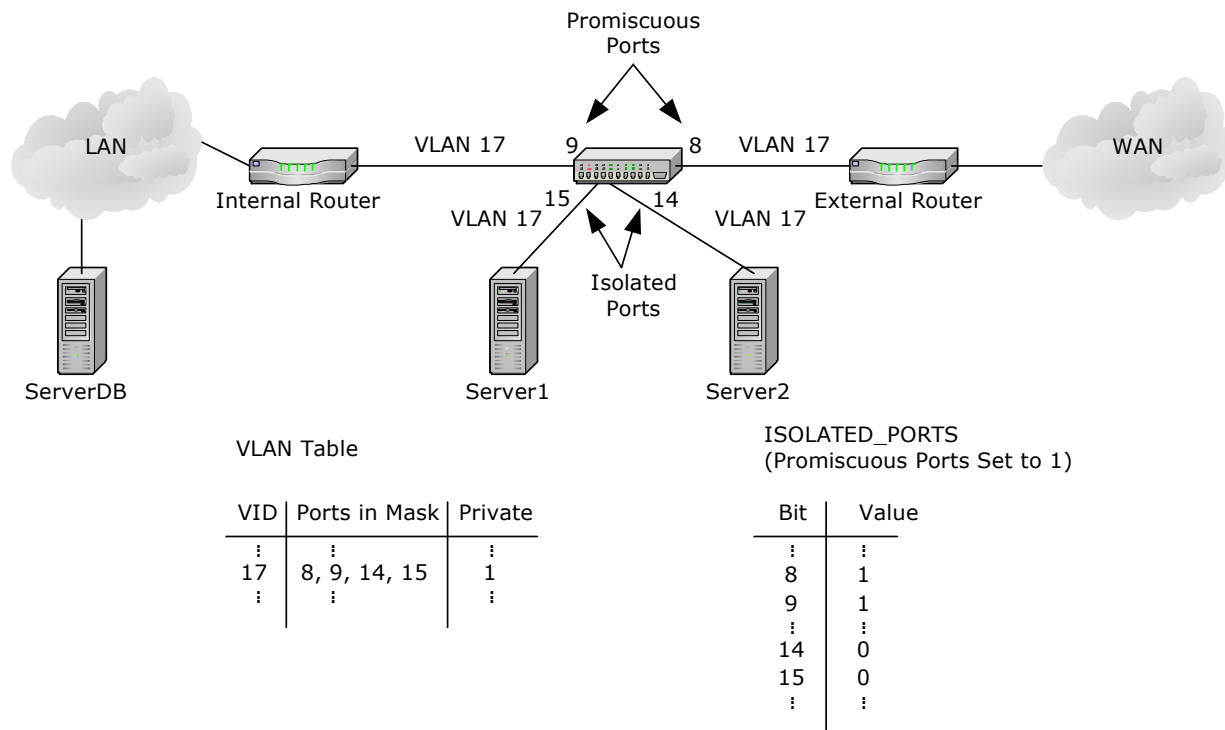 Promiscuous
Ports
LAN
VLAN 17
9
8
VLAN 17
WAN
Internal Router
15
14
External Router
VLAN 17
VLAN 17
Isolated
Ports
ServerDB
Server1
Server2
VLAN Table
ISOLATED_PORTS
(Promiscuous Ports Set to 1)
VID Ports in Mask Private
17 8, 9, 14, 15 1
Bit Value
8 1
9 1
14 0
15 0